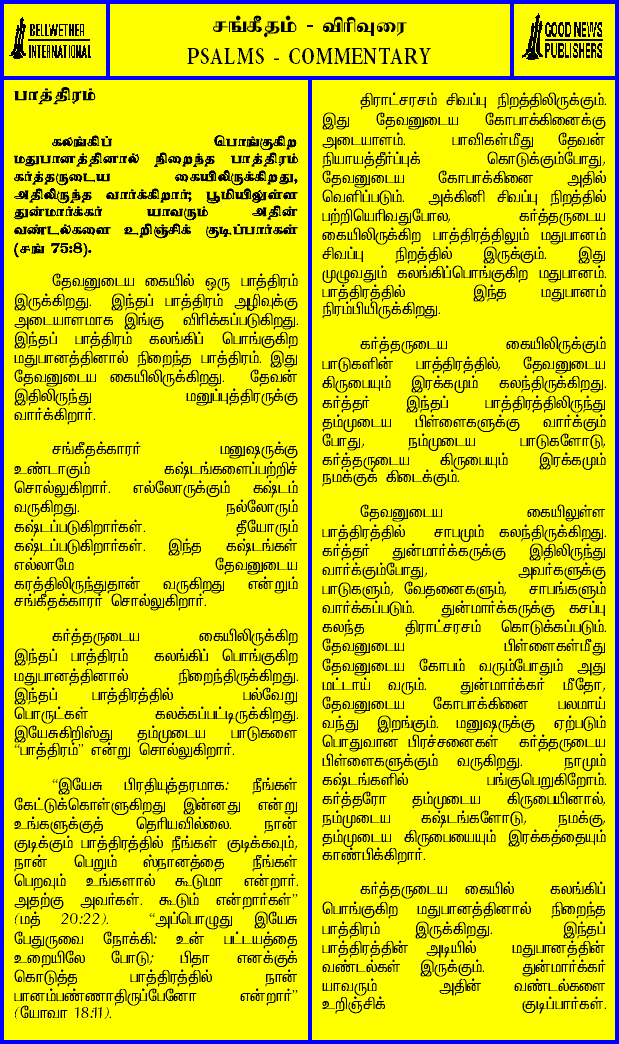 BELLWETHER
INTERNATIONAL
சங்கீதம் - விரிவுரை
PSALMS - COMMENTARY
GOOD NEWS
PUBLISHERS
பாத்திரம்
கலங்கிப் பொங்குகிற
மதுபானத்தினால் நிறைந்த பாத்திரம்
கர்த்தருடைய கையிலிருக்கிறது,
அதிலிருந்த வார்க்கிறார்; பூமியிலுள்ள
துன்மார்க்கர் யாவரும் அதின்
வண்டல்களை உறிஞ்சிக் குடிப்பார்கள்
(சங் 75:8).
தேவனுடைய கையில் ஒரு பாத்திரம்
இருக்கிறது. இந்தப் பாத்திரம் அழிவுக்கு
அடையாளமாக இங்கு விரிக்கப்படுகிறது.
இந்தப் பாத்திரம் கலங்கிப் பொங்குகிற
மதுபானத்தினால் நிறைந்த பாத்திரம். இது
தேவனுடைய கையிலிருக்கிறது. தேவன்
இதிலிருந்து மனுப்புத்திரருக்கு
வார்க்கிறார்.
சங்கீதக்காரர் மனுஷருக்கு
உண்டாகும் கஷ்டங்களைப்பற்றிச்
சொல்லுகிறார். எல்லோருக்கும் கஷ்டம்
வருகிறது. நல்லோரும்
கஷ்டப்படுகிறார்கள். தீயோரும்
கஷ்டப்படுகிறார்கள். இந்த கஷ்டங்கள்
எல்லாமே தேவனுடைய
கரத்திலிருந்துதான் வருகிறது என்றும்
சங்கீதக்காரர் சொல்லுகிறார்.
கர்த்தருடைய கையிலிருக்கிற
இந்தப் பாத்திரம் கலங்கிப் பொங்குகிற
மதுபானத்தினால் நிறைந்திருக்கிறது.
இந்தப் பாத்திரத்தில் பல்வேறு
பொருட்கள் கலக்கப்பட்டிருக்கிறது.
இயேசுகிறிஸ்து தம்முடைய பாடுகளை
“பாத்திரம்” என்று சொல்லுகிறார்.
“இயேசு பிரதியுத்தரமாக: நீங்கள்
கேட்டுக்கொள்ளுகிறது இன்னது என்று
உங்களுக்குத் தெரியவில்லை. நான்
குடிக்கும் பாத்திரத்தில் நீங்கள் குடிக்கவும்,
நான் பெறும் ஸ்நானத்தை நீங்கள்
பெறவும் உங்களால் கூடுமா என்றார்.
அதற்கு அவர்கள். கூடும் என்றார்கள்”
(மத் 20:22). “அப்பொழுது இயேசு
பேதுருவை நோக்கி: உன் பட்டயத்தை
உறையிலே போடு; பிதா எனக்குக்
கொடுத்த பாத்திரத்தில் நான்
பானம்பண்ணாதிருப்பேனோ என்றார்”
(யோவா 18:11).
திராட்சரசம் சிவப்பு நிறத்திலிருக்கும்.
இது தேவனுடைய கோபாக்கினைக்கு
அடையாளம். பாவிகள்மீது தேவன்
நியாயத்தீர்ப்புக் கொடுக்கும்போது,
தேவனுடைய கோபாக்கினை அதில்
வெளிப்படும். அக்கினி சிவப்பு நிறத்தில்
பற்றியெரிவதுபோல, கர்த்தருடைய
கையிலிருக்கிற பாத்திரத்திலும் மதுபானம்
சிவப்பு நிறத்தில் இருக்கும். இது
முழுவதும் கலங்கிப்பொங்குகிற மதுபானம்.
பாத்திரத்தில் இந்த மதுபானம்
நிரம்பியிருக்கிறது.
கர்த்தருடைய கையிலிருக்கும்
பாடுகளின் பாத்திரத்தில், தேவனுடைய
கிருபையும் இரக்கமும் கலந்திருக்கிறது.
கர்த்தர் இந்தப் பாத்திரத்திலிருந்து
தம்முடைய பிள்ளைகளுக்கு வார்க்கும்
போது, நம்முடைய பாடுகளோடு,
கர்த்தருடைய கிருபையும் இரக்கமும்
நமக்குக் கிடைக்கும்.
தேவனுடைய கையிலுள்ள
பாத்திரத்தில் சாபமும் கலந்திருக்கிறது.
கர்த்தர் துன்மார்க்கருக்கு இதிலிருந்து
வார்க்கும்போது, அவர்களுக்கு
பாடுகளும், வேதனைகளும், சாபங்களும்
வார்க்கப்படும். துன்மார்க்கருக்கு கசப்பு
கலந்த திராட்சரசம் கொடுக்கப்படும்.
தேவனுடைய பிள்ளைகள்மீது
தேவனுடைய கோபம் வரும்போதும் அது
மட்டாய் வரும். துன்மார்க்கர் மீதோ,
தேவனுடைய கோபாக்கினை பலமாய்
வந்து இறங்கும். மனுஷருக்கு ஏற்படும்
பொதுவான பிரச்சனைகள் கர்த்தருடைய
பிள்ளைகளுக்கும் வருகிறது. நாமும்
கஷ்டங்களில் பங்குபெறுகிறோம்.
கர்த்தரோ தம்முடைய கிருபையினால்,
நம்முடைய கஷ்டங்களோடு, நமக்கு,
தம்முடைய கிருபையையும் இரக்கத்தையும்
காண்பிக்கிறார்.
கர்த்தருடைய கையில் கலங்கிப்
பொங்குகிற மதுபானத்தினால் நிறைந்த
பாத்திரம் இருக்கிறது. இந்தப்
பாத்திரத்தின் அடியில் மதுபானத்தின்
வண்டல்கள் இருக்கும். துன்மார்க்கர்
யாவரும் அதின் வண்டல்களை
உறிஞ்சிக் குடிப்பார்கள்.